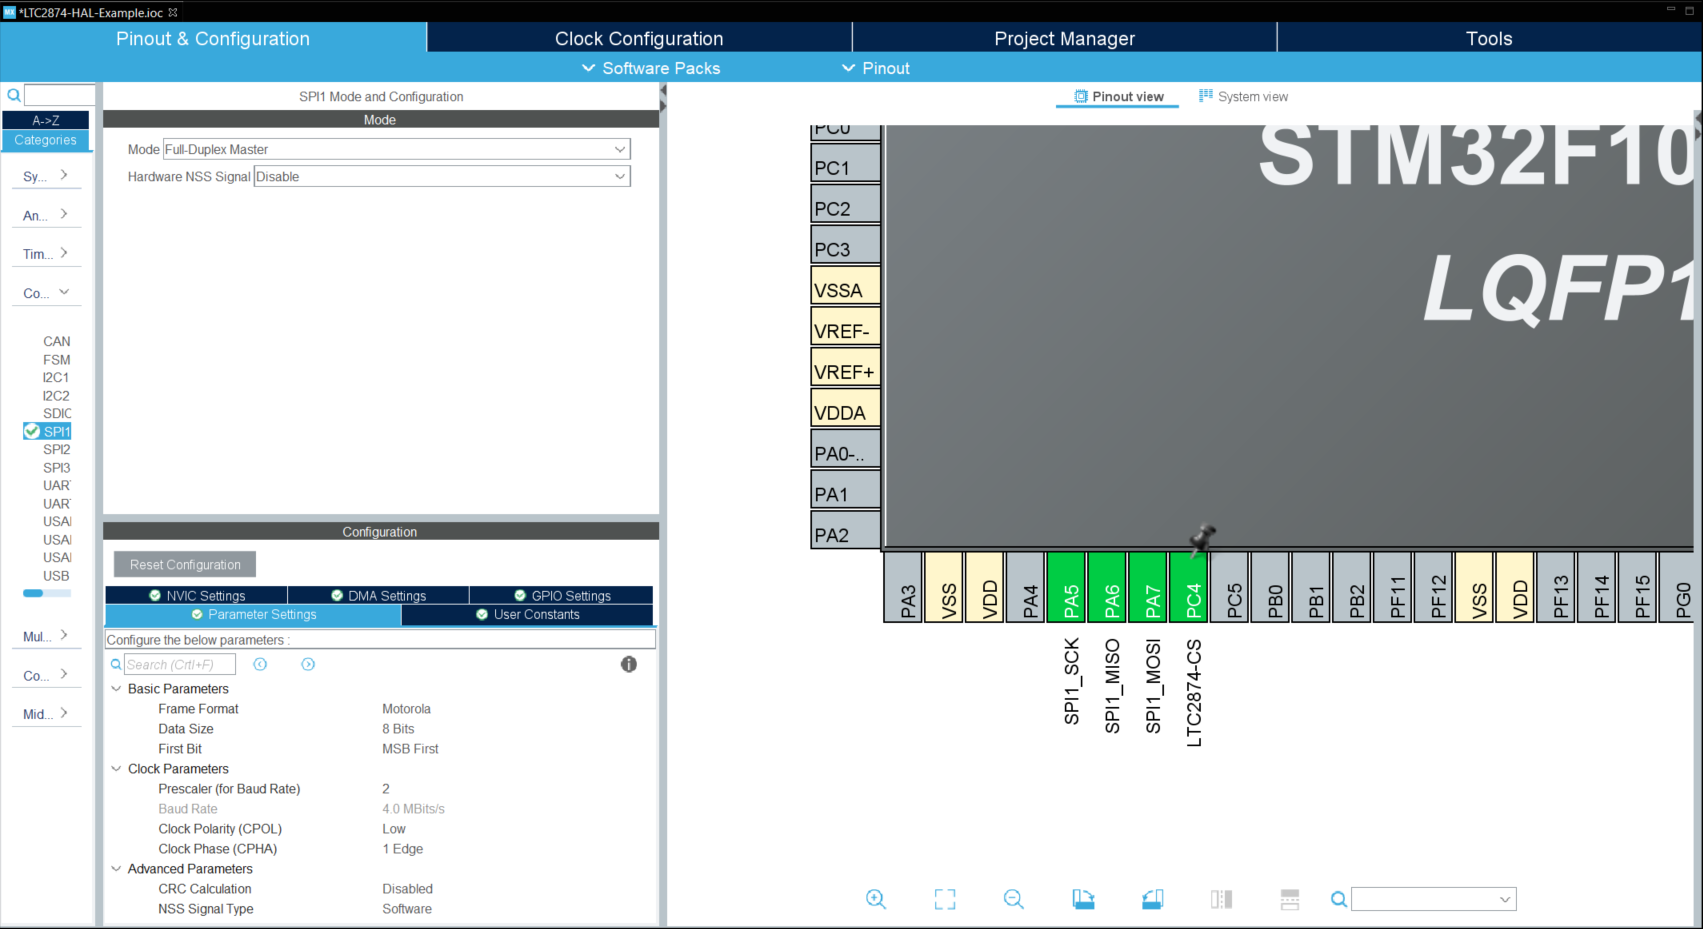 MX *LTC2874-HAL-Example.ioc
Pinout & Configuration
Clock Configuration
Project Manager
Tools
Software Packs
Pinout
A->Z
Categories
Sy...
An...
Tim...
Co...
CAN
FSM
I2C1
I2C2
SDIO
SPI1
SPI2
SPI3
UAR
UAR
USA
USA
USA
USB
Mul...
Co...
Mid...
SPI1 Mode and Configuration
Mode
Mode Full-Duplex Master
Hardware NSS Signal Disable
Configuration
Reset Configuration
NVIC Settings
DMA Settings
GPIO Settings
Parameter Settings
User Constants
Configure the below parameters :
Search (Crtl+F)
Basic Parameters
Frame Format Motorola
Data Size 8 Bits
First Bit MSB First
Clock Parameters
Prescaler (for Baud Rate) 2
Baud Rate 4.0 MBits/s
Clock Polarity (CPOL) Low
Clock Phase (CPHA) 1 Edge
Advanced Parameters
CRC Calculation Disabled
NSS Signal Type Software
Pinout view
System view
PC0
PC1
PC2
PC3
VSSA
VREF-
VREF+
VDDA
PA0-..
PA1
PA2
STM32F10
LQFP1
PA3
VSS
VDD
PA4
PA5
PA6
PA7
PC4
PC5
PB0
PB1
PB2
PF11
PF12
VSS
VDD
PF13
PF14
PF15
PG0
SPI1_SCK
SPI1_MISO
SPI1_MOSI
LTC2874-CS